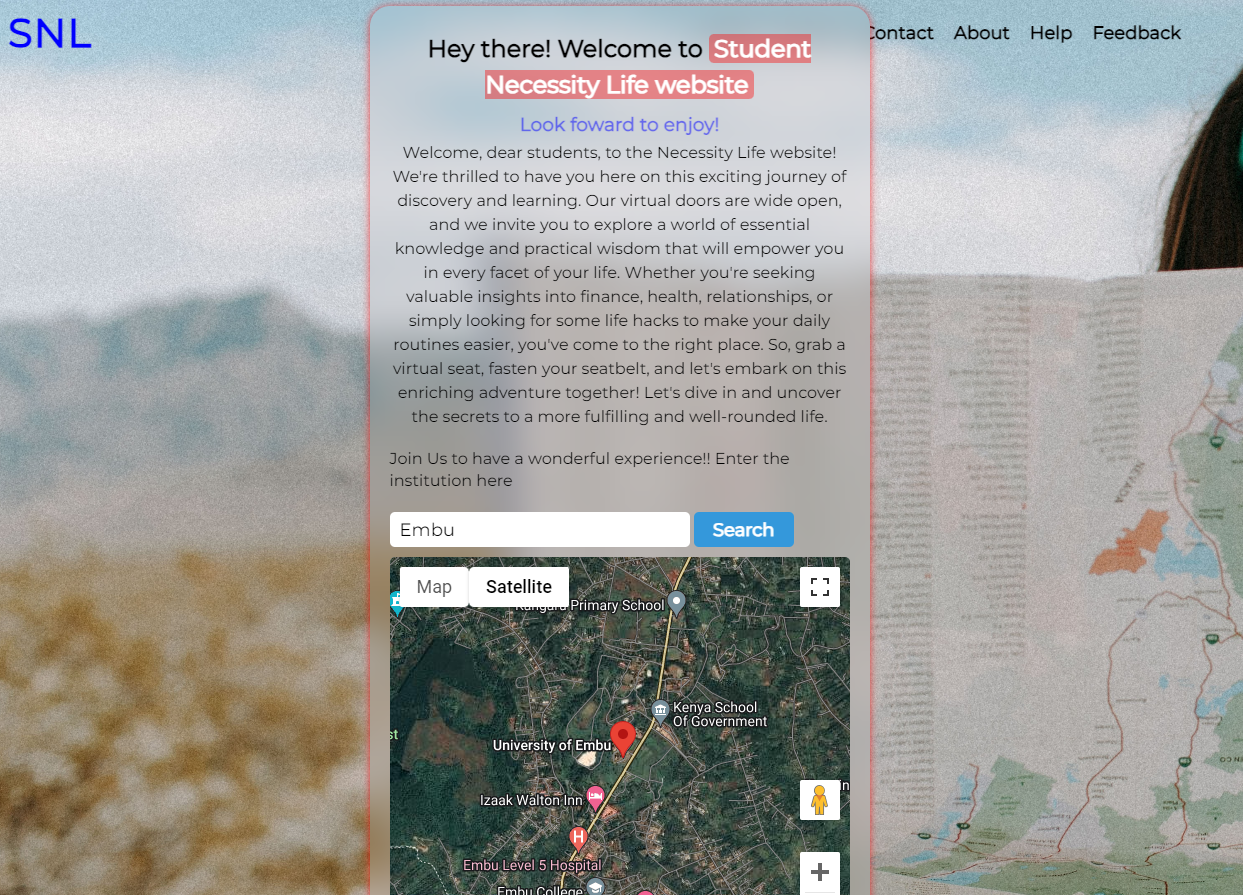 SNL
Contact About Help Feedback
Hey there! Welcome to Student
Necessity Life website
Look foward to enjoy!
Welcome, dear students, to the Necessity Life website!
We're thrilled to have you here on this exciting journey of
discovery and learning. Our virtual doors are wide open,
and we invite you to explore a world of essential
knowledge and practical wisdom that will empower you
in every facet of your life. Whether you're seeking
valuable insights into finance, health, relationships, or
simply looking for some life hacks to make your daily
routines easier, you've come to the right place. So, grab a
virtual seat, fasten your seatbelt, and let's embark on this
enriching adventure together! Let's dive in and uncover
the secrets to a more fulfilling and well-rounded life.
Join Us to have a wonderful experience!! Enter the
institution here
Embu
Search
Map
Satellite
Primary School
Kenya School
Of Government
University of Embu
Izaak Walton Inn
H
Embu Level 5 Hospital
Embu College
NEVADA